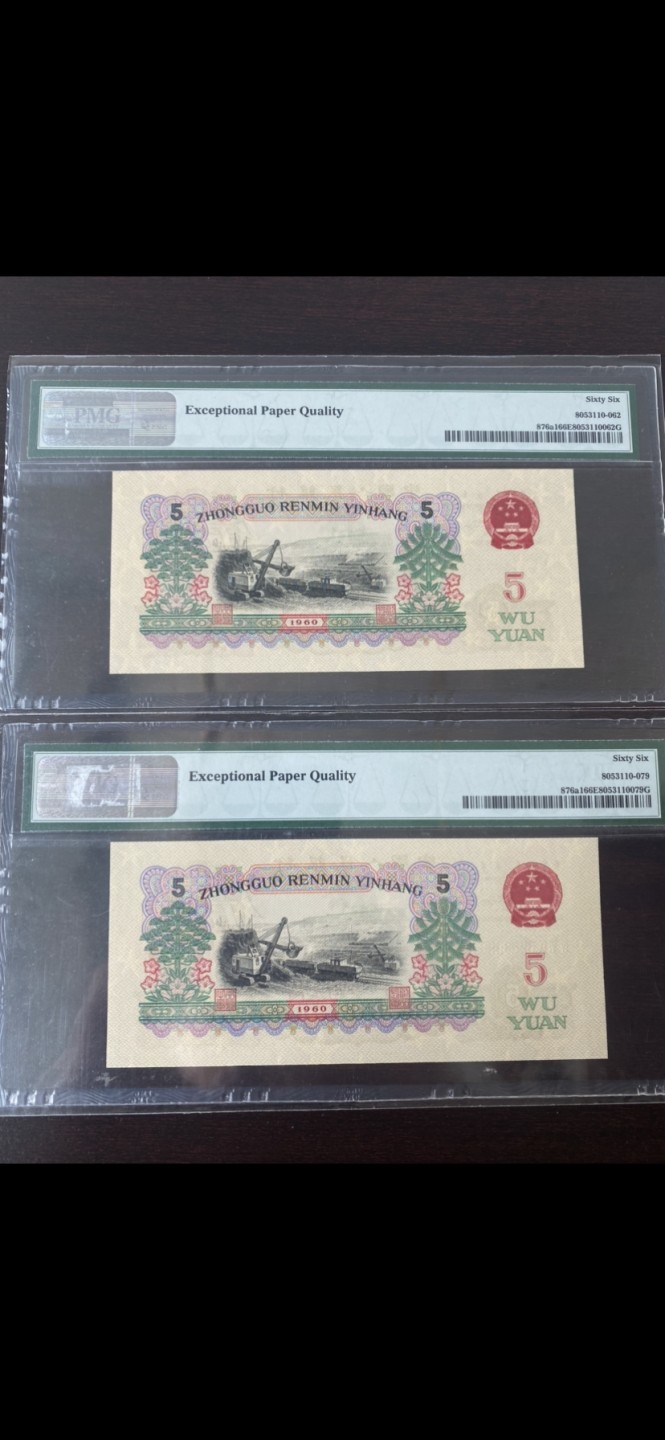 PMG
Exceptional Paper Quality
Sixty Six
8053110-062
876a166E8053110062G
5
ZHONGGUO RENMIN YINHANG
5
5
WU
YUAN
1960
Exceptional Paper Quality
Sixty Six
8053110-079
876a166E8053110079G
5
ZHONGGUO RENMIN YINHANG
5
5
WU
YUAN
1960